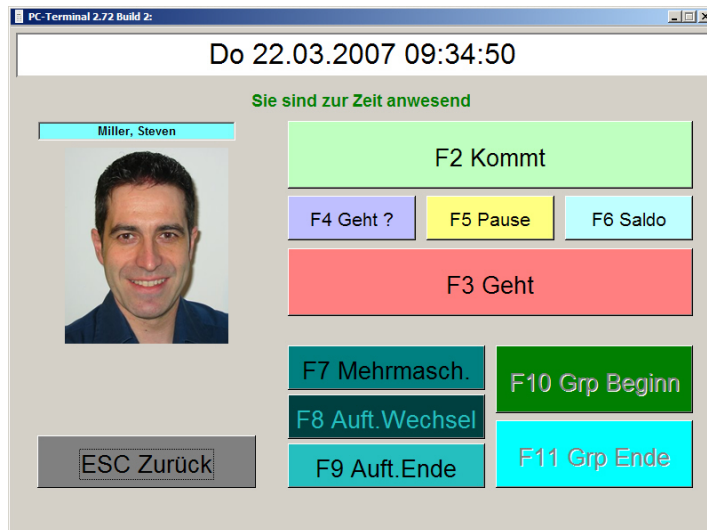 PC-Terminal 2.72 Build 2:
Do 22.03.2007 09:34:50
Sie sind zur Zeit anwesend
Miller, Steven
F2 Kommt
F4 Geht ?
F5 Pause
F6 Saldo
F3 Geht
F7 Mehrmasch.
F10 Grp Beginn
F8 Auft.Wechsel
F11 Grp Ende
ESC Zurück
F9 Auft.Ende